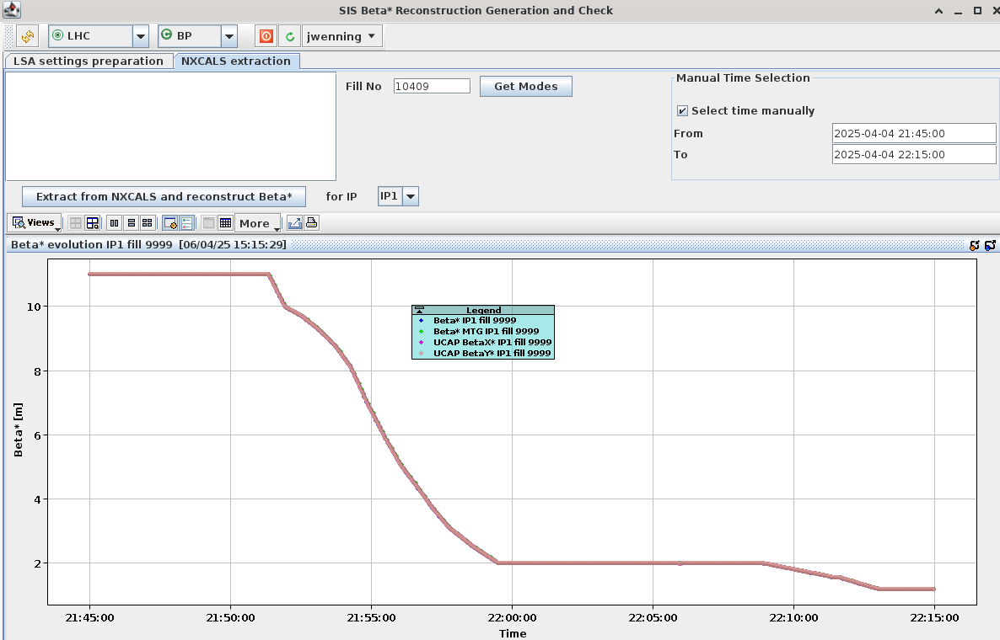 SIS Beta* Reconstruction Generation and Check
LHC
BP
jwenning
LSA settings preparation
NXCALS extraction
Fill No
10409
Get Modes
Manual Time Selection
Select time manually
From
2025-04-04 21:45:00
To
2025-04-04 22:15:00
Extract from NXCALS and reconstruct Beta*
for IP
IP1
Views
More
Beta* evolution IP1 fill 9999 [06/04/25 15:15:29]
Legend
Beta* IP1 fill 9999
Beta* MTG IP1 fill 9999
UCAP BetaX* IP1 fill 9999
UCAP BetaY* IP1 fill 9999
Beta* [m]
10
8
6
4
2
21:45:00
21:50:00
21:55:00
22:00:00
22:05:00
22:10:00
22:15:00
Time